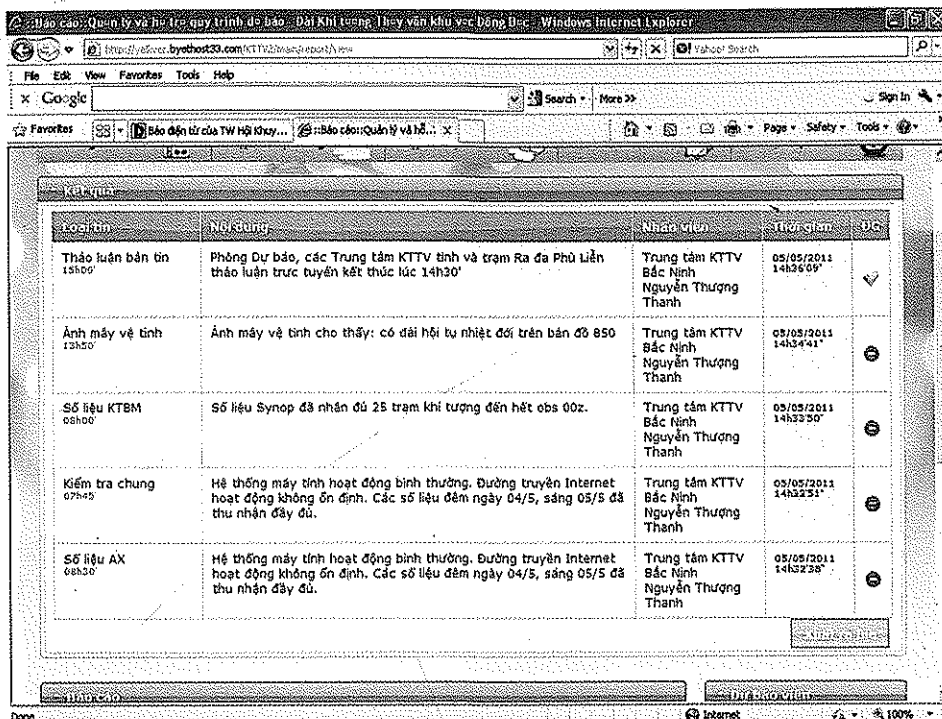 ::Báo cáo::Quản lý và hỗ trợ quy trình dự báo - Đài Khí tượng Thủy văn khu vực Đông Bắc - Windows Internet Explorer
.byethost33.com
Yahoo! Search
File Edit View Favorites Tools Help
x Google Search More >> Sign In
Favorites Báo điện tử của TW Hội Khuy... ::Báo cáo::Quản lý và hỗ... X Page Safety Tools
Kết quả
Loại tin Nội dung Nhân viên Thời gian ĐG
Thảo luận bản tin Phòng Dự báo, các Trung tâm KTTV tỉnh và trạm Ra đa Phù Liễn Trung tâm KTTV 05/05/2011
15h00' thảo luận trực tuyến kết thúc lúc 14h30' Bắc Ninh 14h36'09"
Nguyễn Thượng
Thanh
Ảnh mây vệ tinh Ảnh mây vệ tinh cho thấy: có dải hội tụ nhiệt đới trên bản đồ 850 Trung tâm KTTV 05/05/2011
13h50' Bắc Ninh 14h34'41"
Nguyễn Thượng
Thanh
Số liệu KTBM Số liệu Synop đã nhận đủ 25 trạm khí tượng đến hết obs 00z. Trung tâm KTTV 05/05/2011
08h00' Bắc Ninh 14h33'50"
Nguyễn Thượng
Thanh
Kiểm tra chung Hệ thống máy tính hoạt động bình thường. Đường truyền Internet Trung tâm KTTV 05/05/2011
07h45' hoạt động không ổn định. Các số liệu đêm ngày 04/5, sáng 05/5 đã Bắc Ninh 14h32'51"
thu nhận đầy đủ. Nguyễn Thượng
Thanh
Số liệu AX Hệ thống máy tính hoạt động bình thường. Đường truyền Internet Trung tâm KTTV 05/05/2011
08h30' hoạt động không ổn định. Các số liệu đêm ngày 04/5, sáng 05/5 đã Bắc Ninh 14h32'38"
thu nhận đầy đủ. Nguyễn Thượng
Thanh
Báo cáo Dự báo viên
Done Internet 100%